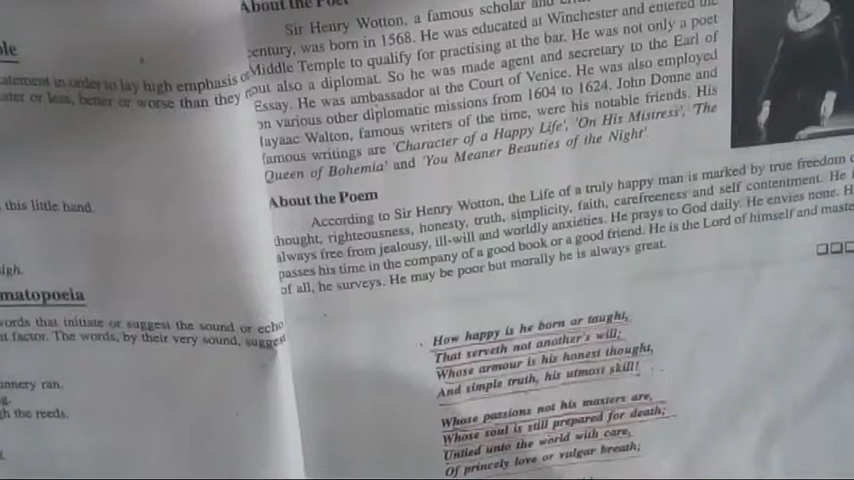 ple
atement in order to lay high emphasis o
ater or less, better or worse than they
this little hand.
igh.
matopoeia
words that initiate or suggest the sound or echo
t factor. The words, by their very sound, suggest
unnery ran.
g.
gh the reeds.
About the Poet
Sir Henry Wotton, a famous scholar and
century, was born in 1568. He was educated at Winchester and entered the
Middle Temple to qualify for practising at the bar. He was not only a poet
but also a diplomat. So he was made agent and secretary to the Earl of
Essay. He was ambassador at the Court of Venice. He was also employed
on various other diplomatic missions from 1604 to 1624. John Donne and
Iayaac Walton, famous writers of the time, were his notable friends. His
famous writings are 'Character of a Happy Life', 'On His Mistress', 'The
Queen of Bohemia' and 'You Meaner Beauties of the Night'.
About the Poem
According to Sir Henry Wotton, the Life of a truly happy man is marked by true freedom o
thought, righteousness, honesty, truth, simplicity, faith, carefreeness and self contentment. He i
always free from jealousy, ill-will and worldly anxieties. He prays to God daily. He envies none. H
passes his time in the company of a good book or a good friend. He is the Lord of himself and maste
of all, he surveys. He may be poor but morally he is always great.
How happy is he born ar taught,
That serveth not another's will;
Whose armour is his honest thought,
And simple truth, his utmost skill!
Whose passions not his masters are,
Whose soul is still prepared for death;
Untied unto the world with care,
Of princely love or vulgar breath;